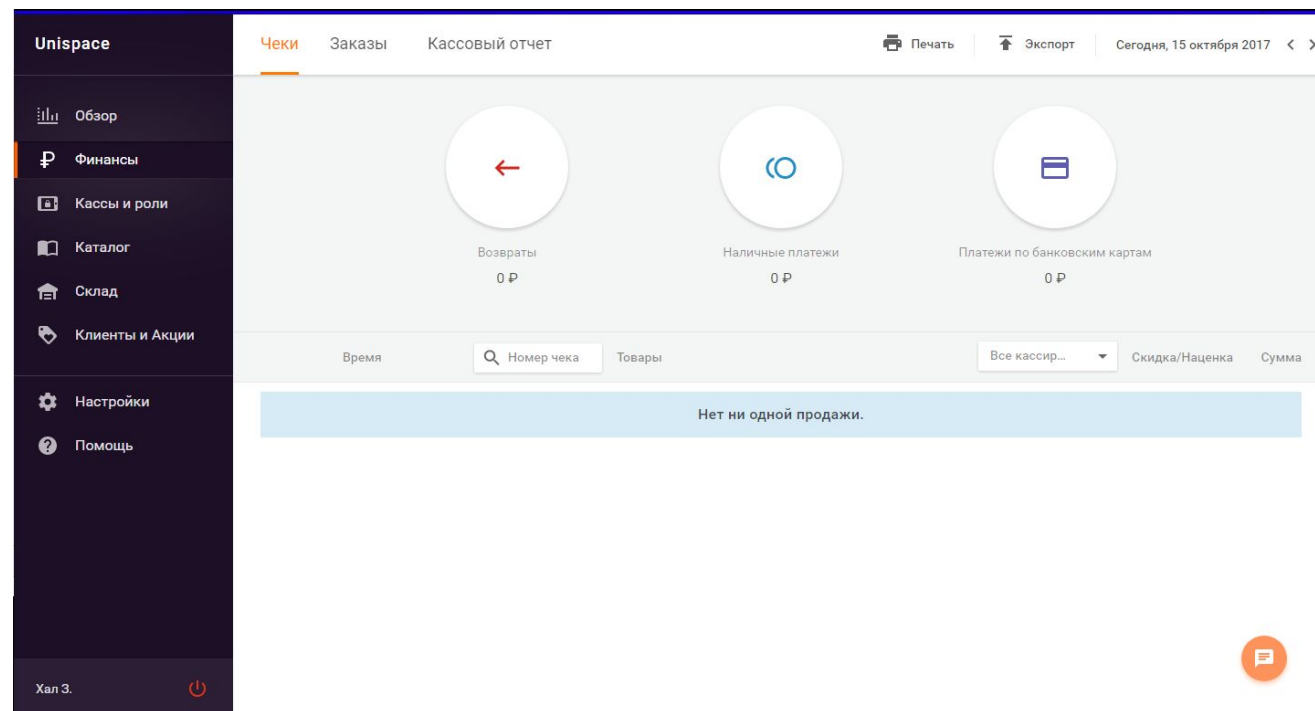 Unispace
Чеки Заказы Кассовый отчет Печать Экспорт Сегодня, 15 октября 2017
Обзор
Финансы
Кассы и роли
Каталог
Склад
Клиенты и Акции
Настройки
Помощь
Хал З.
Возвраты Наличные платежи Платежи по банковским картам
0 ₽ 0 ₽ 0 ₽
Время Номер чека Товары Все кассир... Скидка/Наценка Сумма
Нет ни одной продажи.